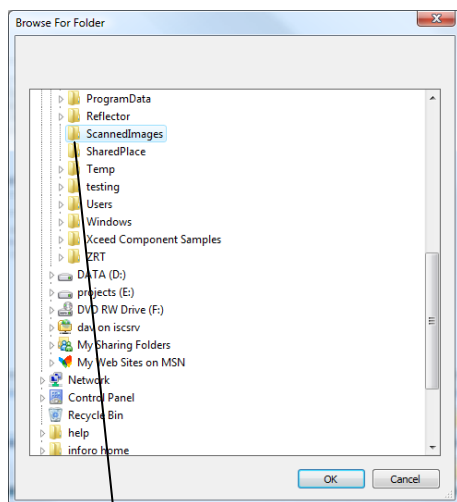 Browse For Folder
ProgramData
Reflector
ScannedImages
SharedPlace
Temp
testing
Users
Windows
Xceed Component Samples
ZRT
DATA (D:)
projects (E:)
DVD RW Drive (F:)
dav on iscsrv
My Sharing Folders
My Web Sites on MSN
Network
Control Panel
Recycle Bin
help
inforo home
OK Cancel